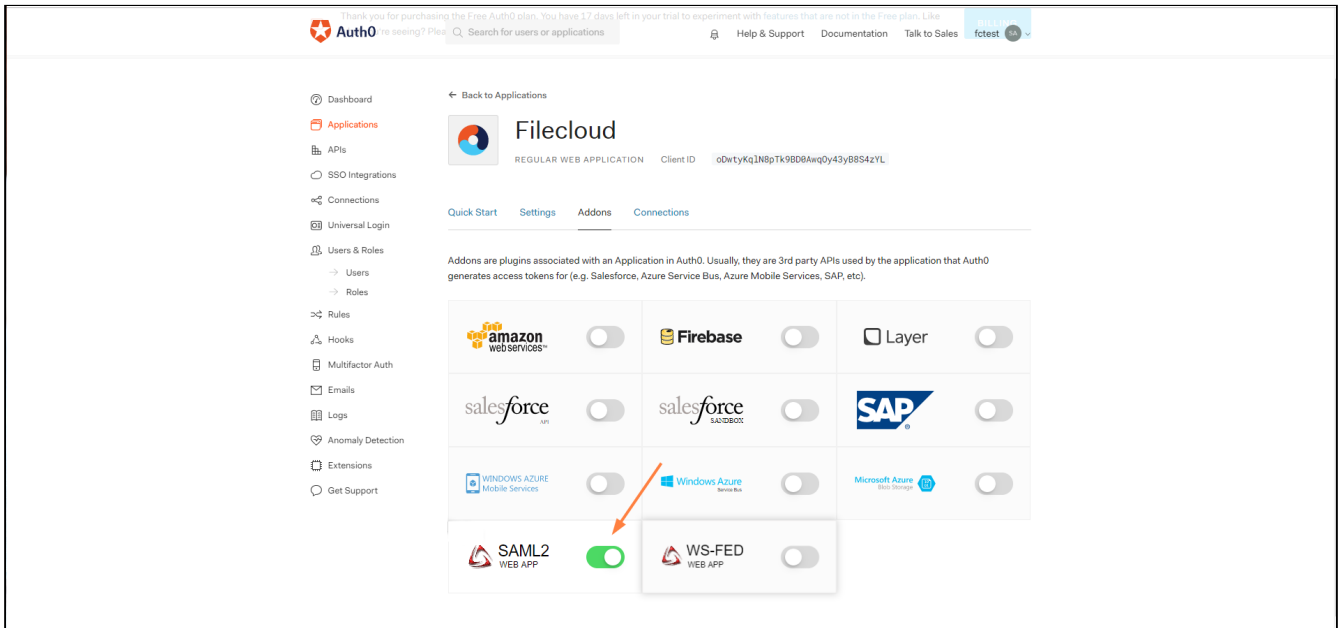 Thank you for purchasing the Free Auth0 plan. You have 17 days left in your trial to experiment with features that are not in the Free plan. Like
're seeing? Plea
BILLING
Auth0
Search for users or applications
Help & Support
Documentation
Talk to Sales
fctest
SA
Dashboard
Applications
APIs
SSO Integrations
Connections
Universal Login
Users & Roles
Users
Roles
Rules
Hooks
Multifactor Auth
Emails
Logs
Anomaly Detection
Extensions
Get Support
← Back to Applications
Filecloud
REGULAR WEB APPLICATION Client ID oDwtyKqlN8pTk9BD0AwqOy43yB8S4zYL
Quick Start Settings Addons Connections
Addons are plugins associated with an Application in Auth0. Usually, they are 3rd party APIs used by the application that Auth0
generates access tokens for (e.g. Salesforce, Azure Service Bus, Azure Mobile Services, SAP, etc).
amazon
webservices™
Firebase
Layer
salesforce
API
salesforce
SANDBOX
SAP
WINDOWS AZURE
Mobile Services
Windows Azure
Service Bus
Microsoft Azure
Blob Storage
SAML2
WEB APP
WS-FED
WEB APP